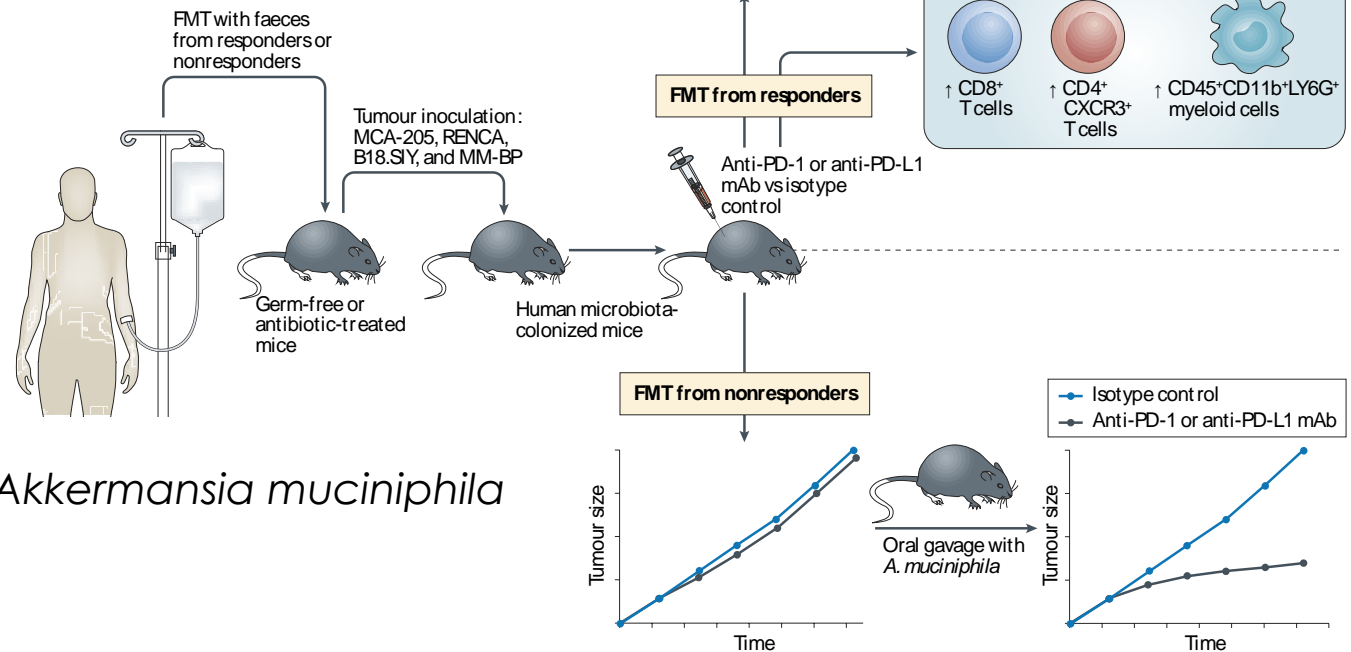 FMT with faeces
from responders or
nonresponders
Tumour inoculation:
MCA-205, RENCA,
B18.SIY, and MM-BP
FMT from responders
↑ CD8⁺
T cells
↑ CD4⁺
CXCR3⁺
T cells
↑ CD45⁺CD11b⁺LY6G⁺
myeloid cells
Anti-PD-1 or anti-PD-L1
mAb vs isotype
control
Germ-free or
antibiotic-treated
mice
Human microbiota-
colonized mice
FMT from nonresponders
Isotype control
Anti-PD-1 or anti-PD-L1 mAb
Akkermansia muciniphila
Tumour size
Time
Oral gavage with
A. muciniphila
Tumour size
Time